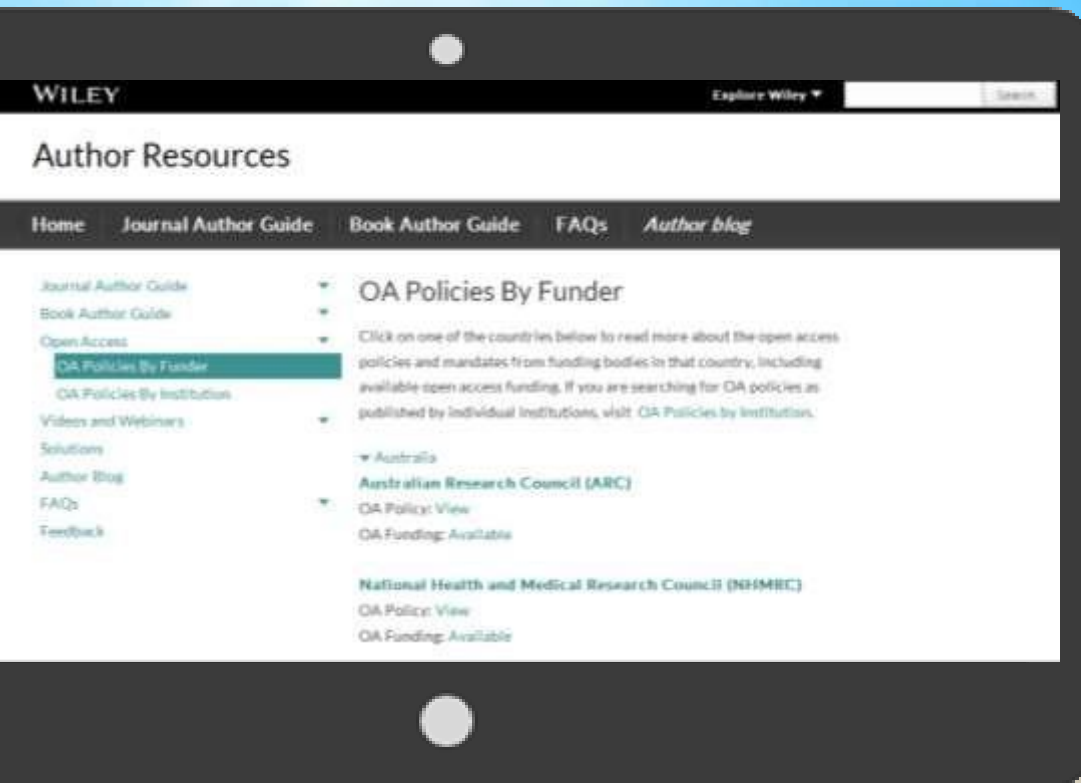 WILEY
Explore Wiley
Search
Author Resources
Home Journal Author Guide Book Author Guide FAQs Author blog
Journal Author Guide
Book Author Guide
Open Access
OA Policies By Funder
OA Policies By Institution
Videos and Webinars
Solutions
Author Blog
FAQs
Feedback
OA Policies By Funder
Click on one of the countries below to read more about the open access
policies and mandates from funding bodies in that country, including
available open access funding. If you are searching for OA policies as
published by individual institutions, visit OA Policies by Institution.
Australia
Australian Research Council (ARC)
OA Policy: View
OA Funding: Available
National Health and Medical Research Council (NHMRC)
OA Policy: View
OA Funding: Available